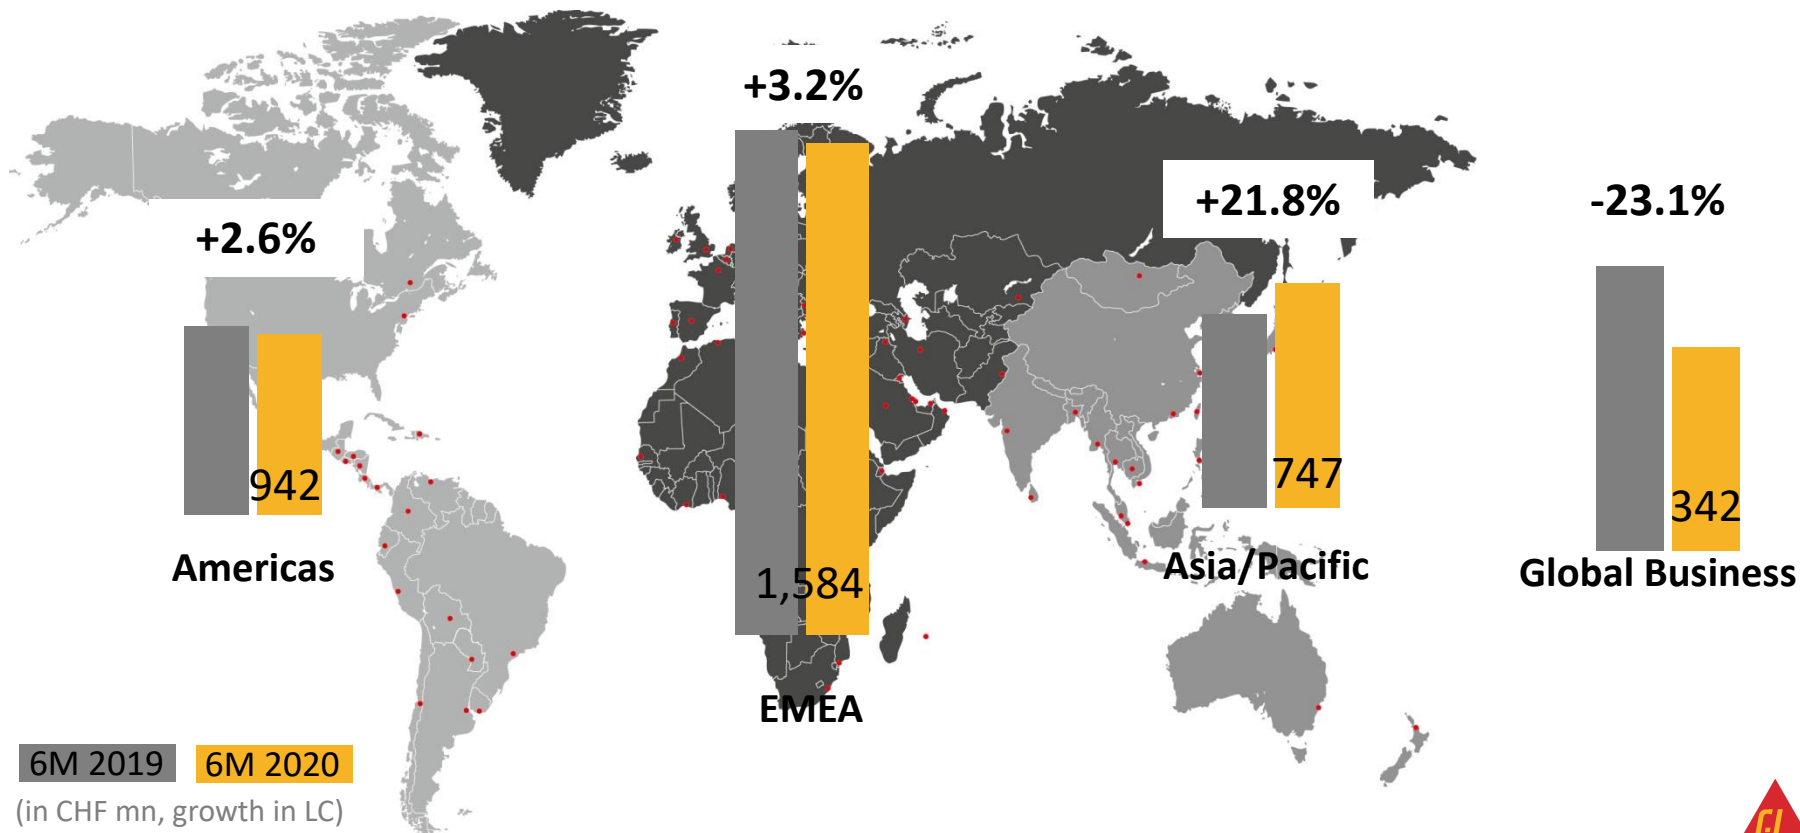 +3.2%
+2.6%
+21.8%
-23.1%
942
747
342
1,584
Americas
Asia/Pacific
Global Business
EMEA
6M 2019
6M 2020
(in CHF mn, growth in LC)